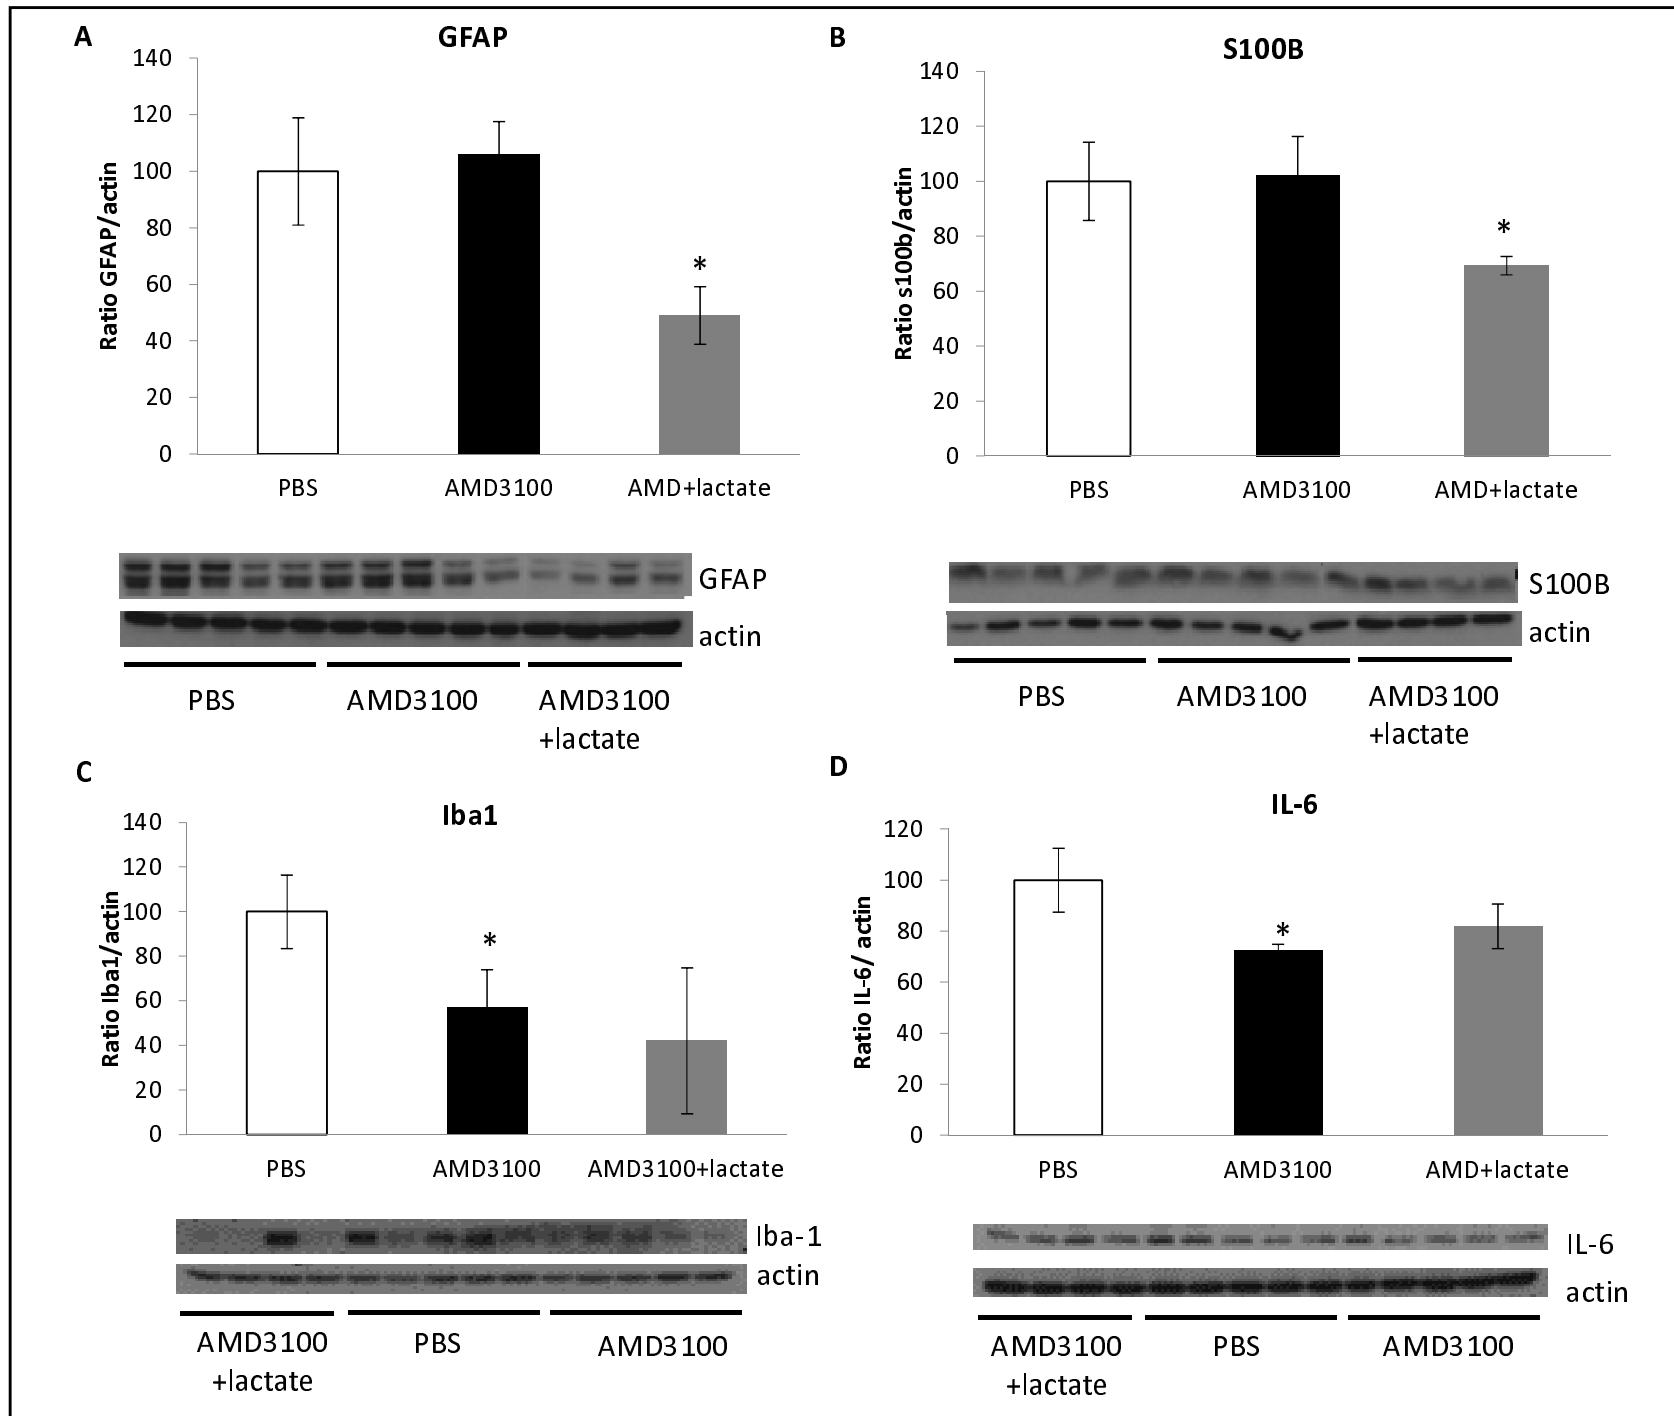 A
GFAP
140
120
100
80
60
40
20
0
Ratio GFAP/actin
*
PBS
AMD3100
AMD+lactate
GFAP
actin
PBS
AMD3100
AMD3100
+lactate
B
S100B
140
120
100
80
60
40
20
0
Ratio s100b/actin
*
PBS
AMD3100
AMD+lactate
S100B
actin
PBS
AMD3100
AMD3100
+lactate
C
Iba1
140
120
100
80
60
40
20
0
Ratio Iba1/actin
*
PBS
AMD3100
AMD3100+lactate
Iba-1
actin
AMD3100
+lactate
PBS
AMD3100
D
IL-6
120
100
80
60
40
20
0
Ratio IL-6/ actin
*
PBS
AMD3100
AMD+lactate
IL-6
actin
AMD3100
+lactate
PBS
AMD3100